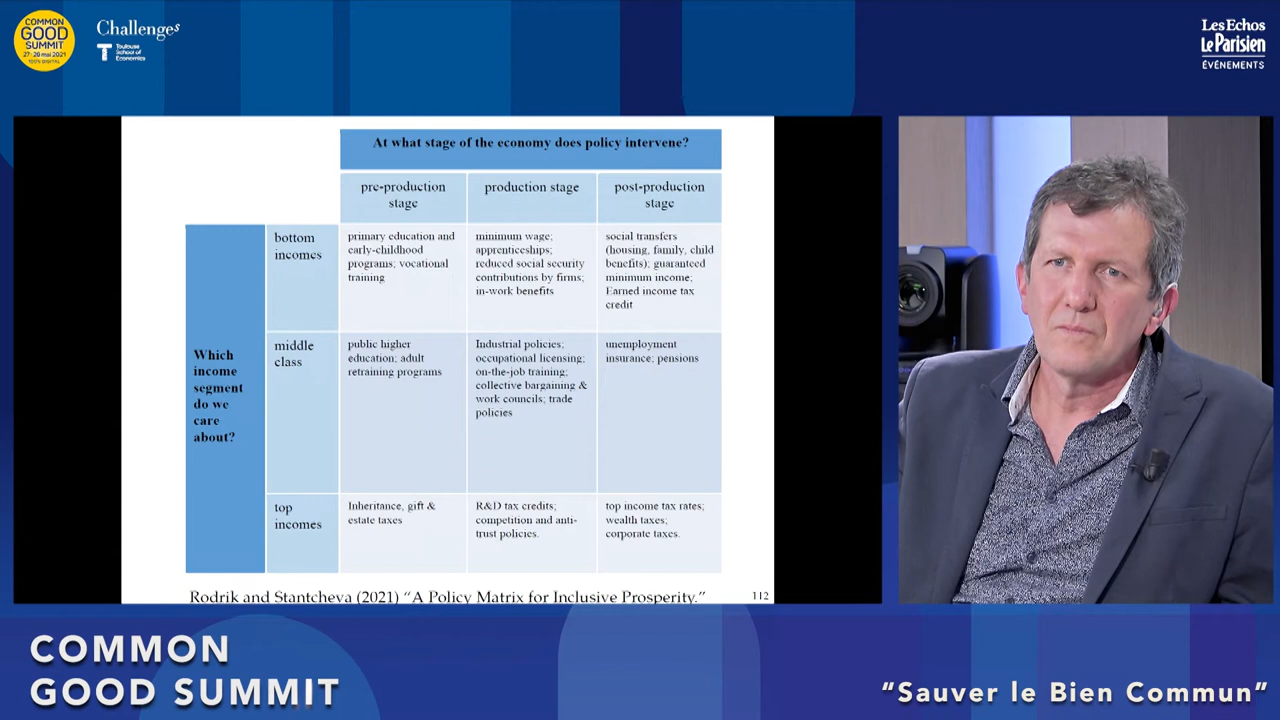 COMMON
GOOD
SUMMIT
27 - 28 mai 2021
100% DIGITAL
Challenges
Toulouse
School of
Economics
Les Echos
Le Parisien
ÉVÉNEMENTS
At what stage of the economy does policy intervene?
pre-production
stage
production stage
post-production
stage
Which
income
segment
do we
care
about?
bottom
incomes
primary education and
early-childhood
programs; vocational
training
minimum wage;
apprenticeships;
reduced social security
contributions by firms;
in-work benefits
social transfers
(housing, family, child
benefits); guaranteed
minimum income;
Earned income tax
credit
middle
class
public higher
education; adult
retraining programs
Industrial policies;
occupational licensing;
on-the-job training;
collective bargaining &
work councils; trade
policies
unemployment
insurance; pensions
top
incomes
Inheritance, gift &
estate taxes
R&D tax credits;
competition and anti-
trust policies.
top income tax rates;
wealth taxes;
corporate taxes.
Rodrik and Stantcheva (2021) “A Policy Matrix for Inclusive Prosperity.”
112
COMMON
GOOD SUMMIT
“Sauver le Bien Commun”